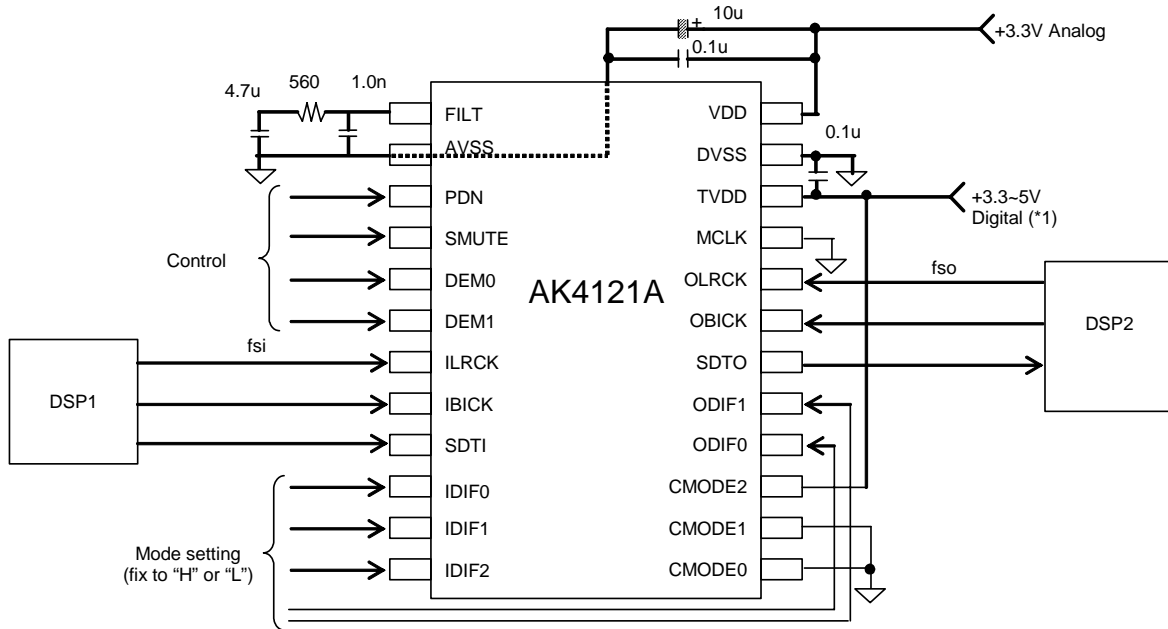 10u
+
+3.3V Analog
0.1u
4.7u
560
1.0n
FILT
AVSS
PDN
SMUTE
DEM0
DEM1
ILRCK
IBICK
SDTI
IDIF0
IDIF1
IDIF2
AK4121A
VDD
DVSS
TVDD
MCLK
OLRCK
OBICK
SDTO
ODIF1
ODIF0
CMODE2
CMODE1
CMODE0
0.1u
+3.3~5V
Digital (*1)
Control
fsi
DSP1
fso
DSP2
Mode setting
(fix to “H” or “L”)